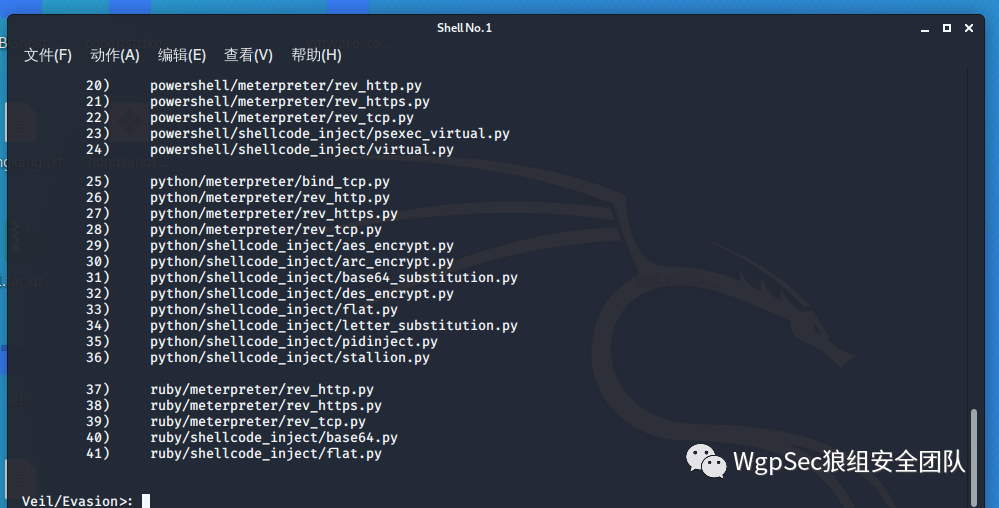 Shell No.1
文件(F) 动作(A) 编辑(E) 查看(V) 帮助(H)
20) powershell/meterpreter/rev_http.py
21) powershell/meterpreter/rev_https.py
22) powershell/meterpreter/rev_tcp.py
23) powershell/shellcode_inject/psexec_virtual.py
24) powershell/shellcode_inject/virtual.py
25) python/meterpreter/bind_tcp.py
26) python/meterpreter/rev_http.py
27) python/meterpreter/rev_https.py
28) python/meterpreter/rev_tcp.py
29) python/shellcode_inject/aes_encrypt.py
30) python/shellcode_inject/arc_encrypt.py
31) python/shellcode_inject/base64_substitution.py
32) python/shellcode_inject/des_encrypt.py
33) python/shellcode_inject/flat.py
34) python/shellcode_inject/letter_substitution.py
35) python/shellcode_inject/pidinject.py
36) python/shellcode_inject/stallion.py
37) ruby/meterpreter/rev_http.py
38) ruby/meterpreter/rev_https.py
39) ruby/meterpreter/rev_tcp.py
40) ruby/shellcode_inject/base64.py
41) ruby/shellcode_inject/flat.py
WgpSec狼组安全团队
Veil/Evasion>: